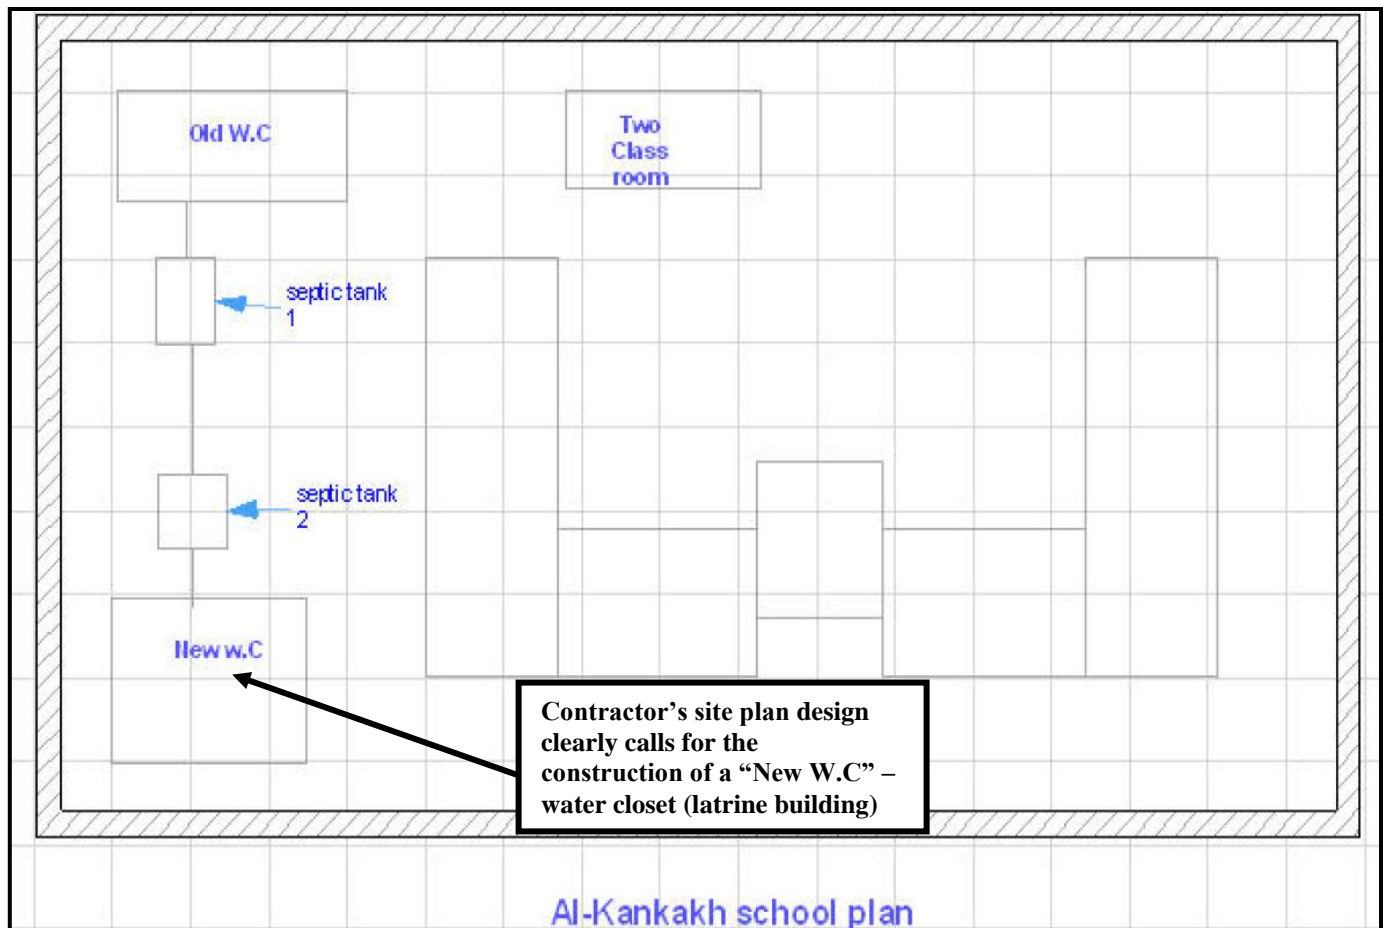 Old W.C
Two
Class
room
septic tank
1
septic tank
2
New w.C
Contractor’s site plan design
clearly calls for the
construction of a “New W.C” –
water closet (latrine building)
Al-Kankakh school plan